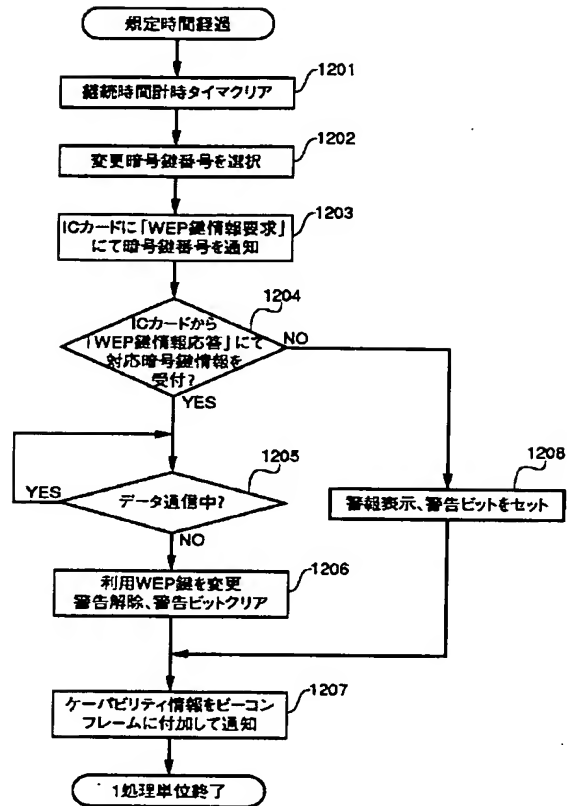 規定時間経過
1201
継続時間計時タイマクリア
1202
変更暗号鍵番号を選択
1203
ICカードに「WEP鍵情報要求」
にて暗号鍵番号を通知
1204
ICカードから
「WEP鍵情報応答」にて
対応暗号鍵情報を
受付?
NO
YES
1205
データ通信中?
YES
NO
1208
警報表示、警告ビットをセット
1206
利用WEP鍵を変更
警告解除、警告ビットクリア
1207
ケーパビリティ情報をビーコン
フレームに付加して通知
1処理単位終了